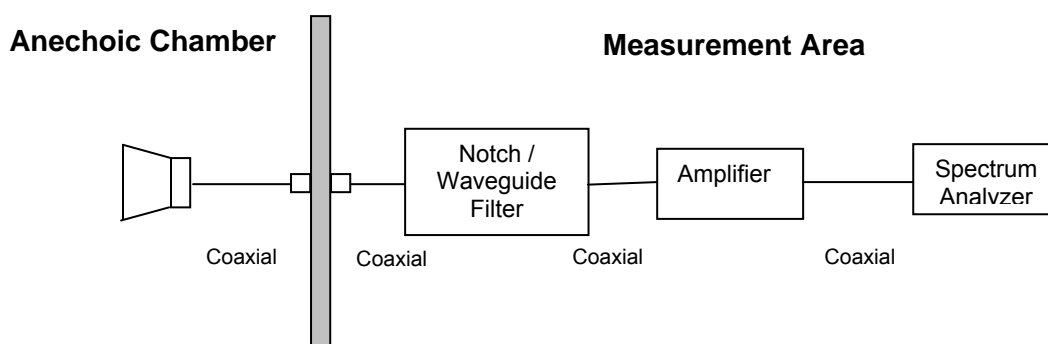 Anechoic Chamber
Measurement Area
Notch /
Waveguide
Filter
Amplifier
Spectrum
Analyzer
Coaxial
Coaxial
Coaxial
Coaxial